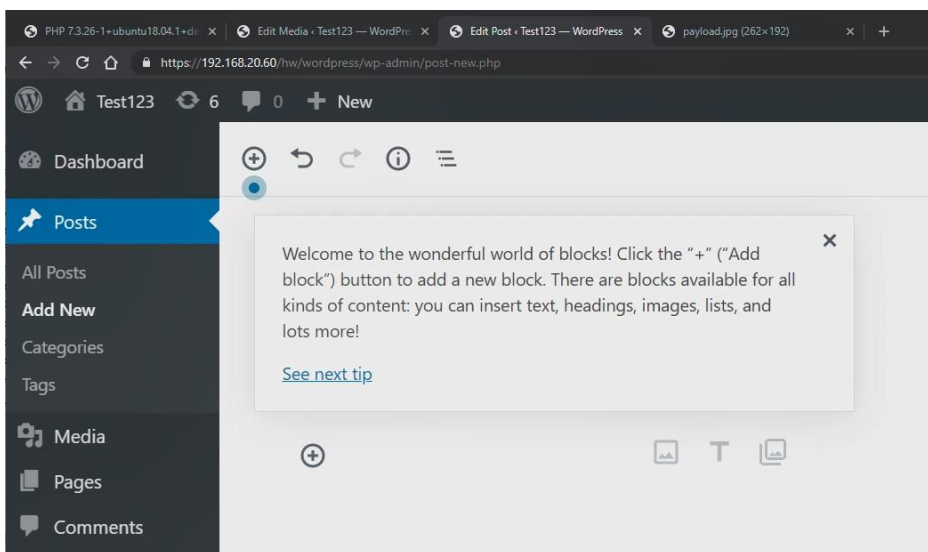 PHP 7.3.26-1+ubuntu18.04.1+de
Edit Media ‹ Test123 — WordPre
Edit Post ‹ Test123 — WordPress
payload.jpg (262×192)
https://192.168.20.60/hw/wordpress/wp-admin/post-new.php
Test123 6 0 + New
Dashboard
Posts
All Posts
Add New
Categories
Tags
Media
Pages
Comments
Welcome to the wonderful world of blocks! Click the “+” (“Add
block”) button to add a new block. There are blocks available for all
kinds of content: you can insert text, headings, images, lists, and
lots more!
See next tip